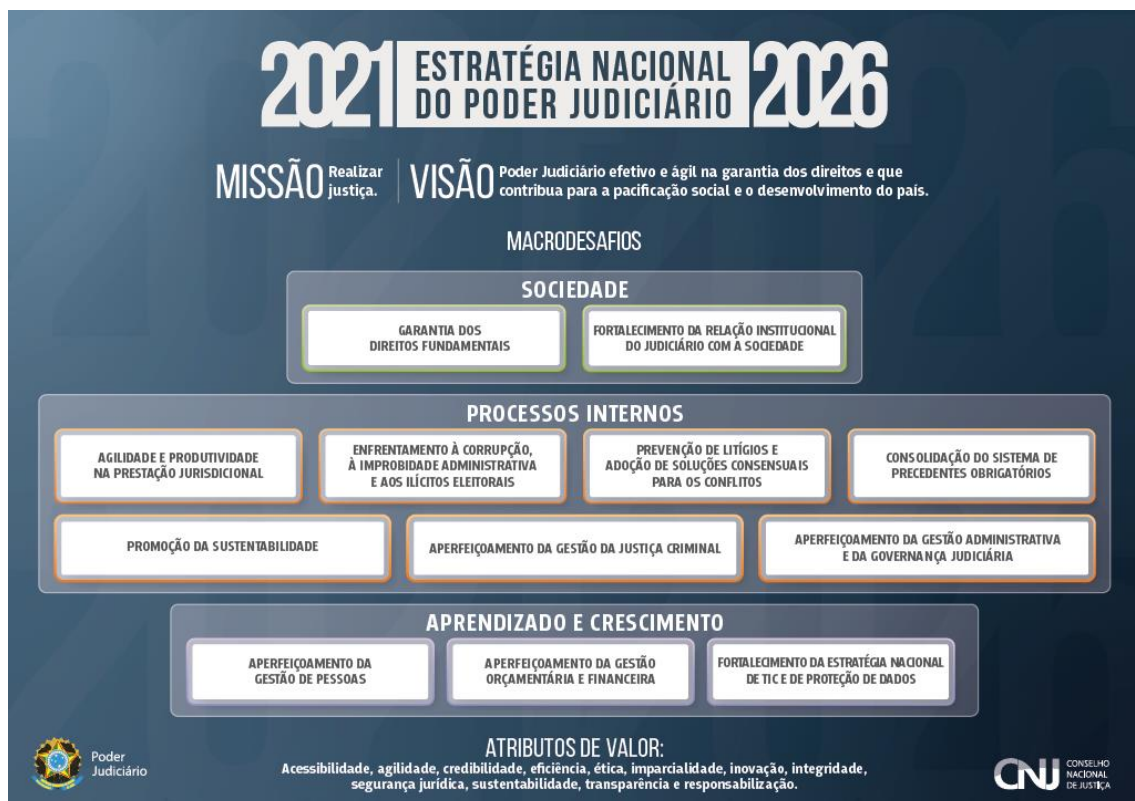 2021 ESTRATÉGIA NACIONAL DO PODER JUDICIÁRIO 2026
MISSÃO Realizar justiça.
VISÃO Poder Judiciário efetivo e ágil na garantia dos direitos e que
contribua para a pacificação social e o desenvolvimento do país.
MACRODESAFIOS
SOCIEDADE
GARANTIA DOS
DIREITOS FUNDAMENTAIS
FORTALECIMENTO DA RELAÇÃO INSTITUCIONAL
DO JUDICIÁRIO COM A SOCIEDADE
PROCESSOS INTERNOS
AGILIDADE E PRODUTIVIDADE
NA PRESTAÇÃO JURISDICIONAL
ENFRENTAMENTO À CORRUPÇÃO,
À IMPROBIDADE ADMINISTRATIVA
E AOS ILÍCITOS ELEITORAIS
PREVENÇÃO DE LITÍGIOS E
ADOÇÃO DE SOLUÇÕES CONSENSUAIS
PARA OS CONFLITOS
CONSOLIDAÇÃO DO SISTEMA DE
PRECEDENTES OBRIGATÓRIOS
PROMOÇÃO DA SUSTENTABILIDADE
APERFEIÇOAMENTO DA GESTÃO DA JUSTIÇA CRIMINAL
APERFEIÇOAMENTO DA GESTÃO ADMINISTRATIVA
E DA GOVERNANÇA JUDICIÁRIA
APRENDIZADO E CRESCIMENTO
APERFEIÇOAMENTO DA
GESTÃO DE PESSOAS
APERFEIÇOAMENTO DA GESTÃO
ORÇAMENTÁRIA E FINANCEIRA
FORTALECIMENTO DA ESTRATÉGIA NACIONAL
DE TIC E DE PROTEÇÃO DE DADOS
Poder
Judiciário
ATRIBUTOS DE VALOR:
Acessibilidade, agilidade, credibilidade, eficiência, ética, imparcialidade, inovação, integridade,
segurança jurídica, sustentabilidade, transparência e responsabilização.
CNJ CONSELHO
NACIONAL
DE JUSTIÇA